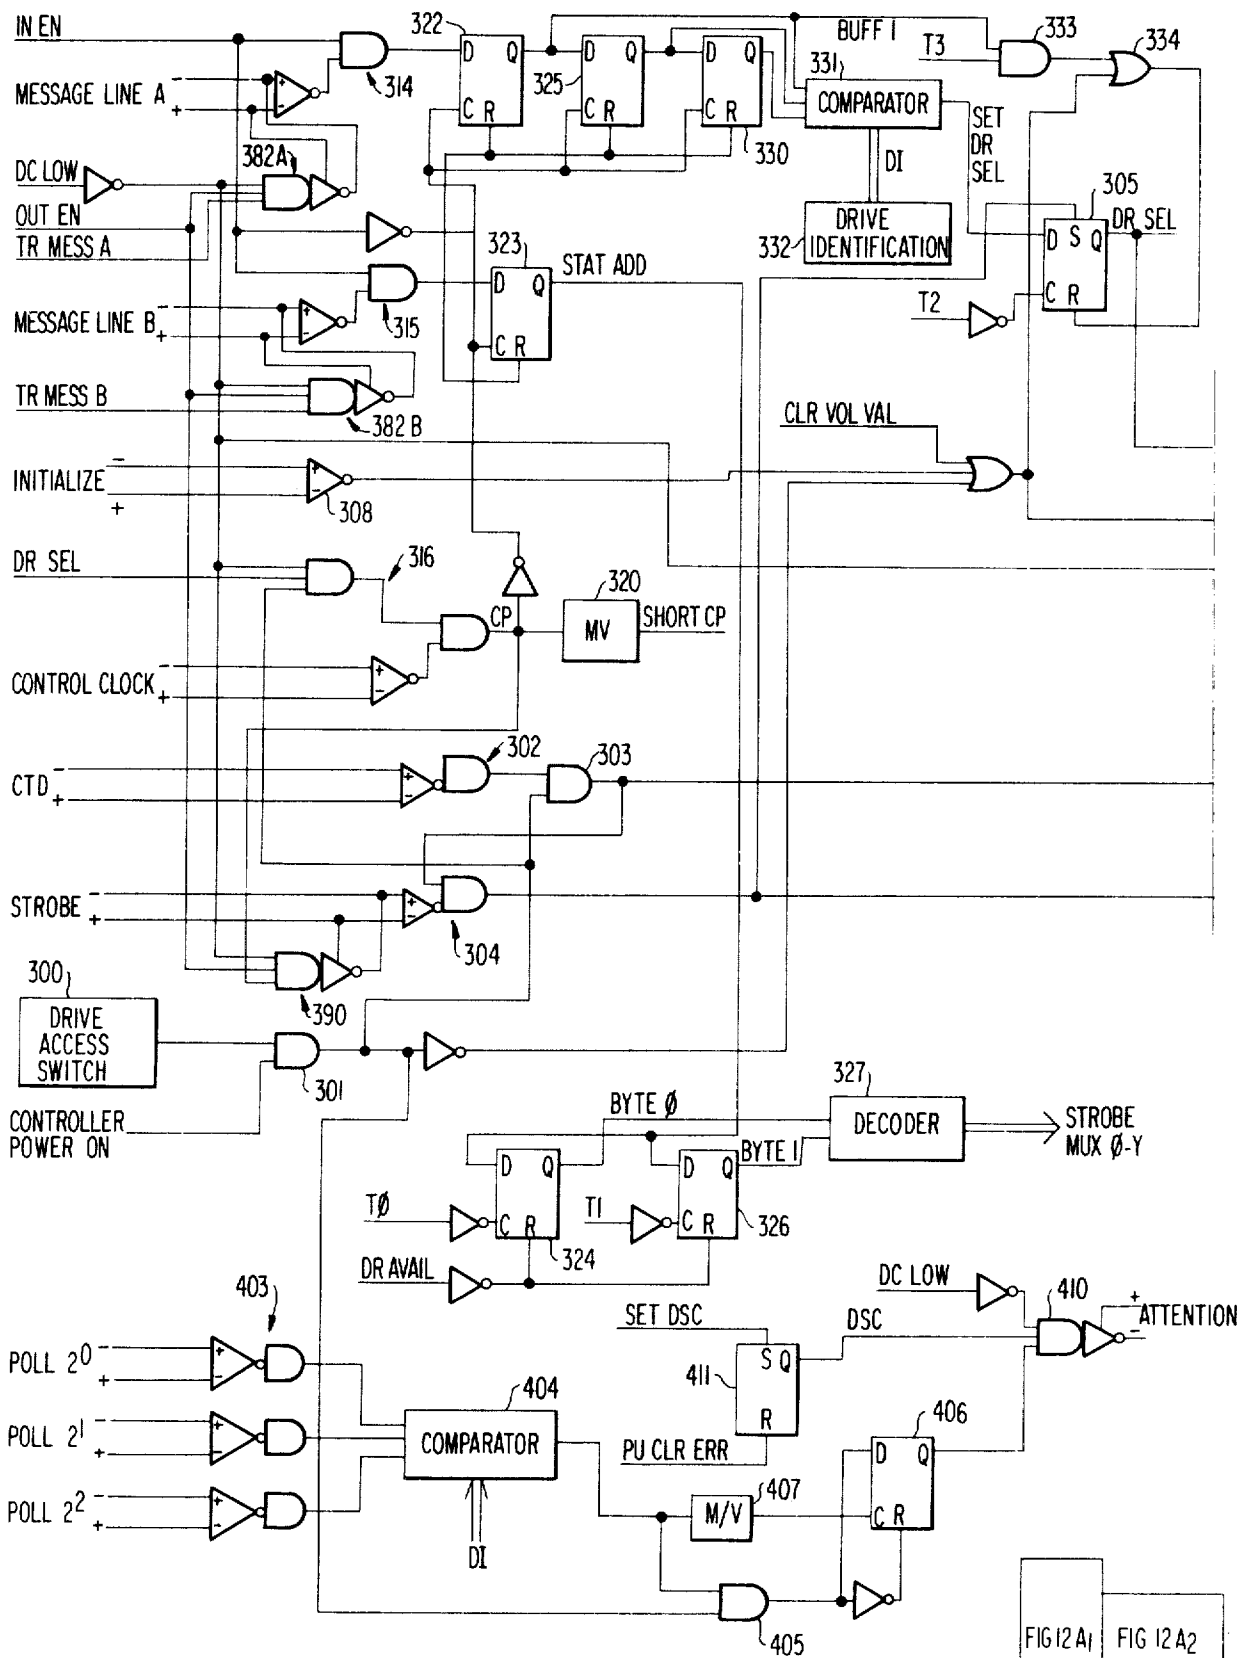 IN EN
322
D Q
C R
325
D Q
C R
D Q
C R
330
BUFF 1
T3
333
334
331
COMPARATOR
314
MESSAGE LINE A
- +
+ -
382A
DC LOW
OUT EN
TR MESS A
DI
SET
DR
SEL
332
DRIVE
IDENTIFICATION
305
D S Q
C R
DR SEL
T2
323
D Q
C R
STAT ADD
315
MESSAGE LINE B
- +
+ -
TR MESS B
382 B
CLR VOL VAL
INITIALIZE
- +
+ -
308
DR SEL
316
CP
320
MV
SHORT CP
CONTROL CLOCK
- +
+ -
CTD
- +
+ -
302
303
STROBE
- +
+ -
304
390
300
DRIVE
ACCESS
SWITCH
301
CONTROLLER
POWER ON
BYTE Ø
327
DECODER
STROBE
MUX Ø-Y
BYTE 1
D Q
C R
324
D Q
C R
326
TØ
T1
DR AVAIL
403
POLL 2⁰
- +
+ -
POLL 2¹
- +
+ -
POLL 2²
- +
+ -
404
COMPARATOR
DI
SET DSC
DSC
S Q
R
411
PU CLR ERR
DC LOW
410
+
-
ATTENTION
406
D Q
C R
407
M/V
405
FIG 12 A₁
FIG 12 A₂